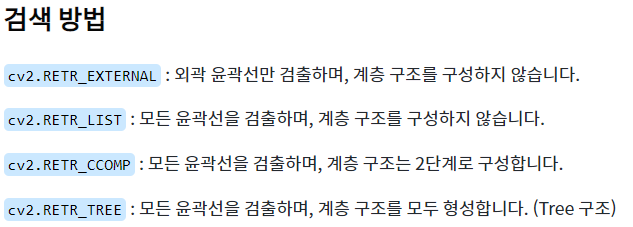 검색 방법
cv2.RETR_EXTERNAL : 외곽 윤곽선만 검출하며, 계층 구조를 구성하지 않습니다.
cv2.RETR_LIST : 모든 윤곽선을 검출하며, 계층 구조를 구성하지 않습니다.
cv2.RETR_CCOMP : 모든 윤곽선을 검출하며, 계층 구조는 2단계로 구성합니다.
cv2.RETR_TREE : 모든 윤곽선을 검출하며, 계층 구조를 모두 형성합니다. (Tree 구조)